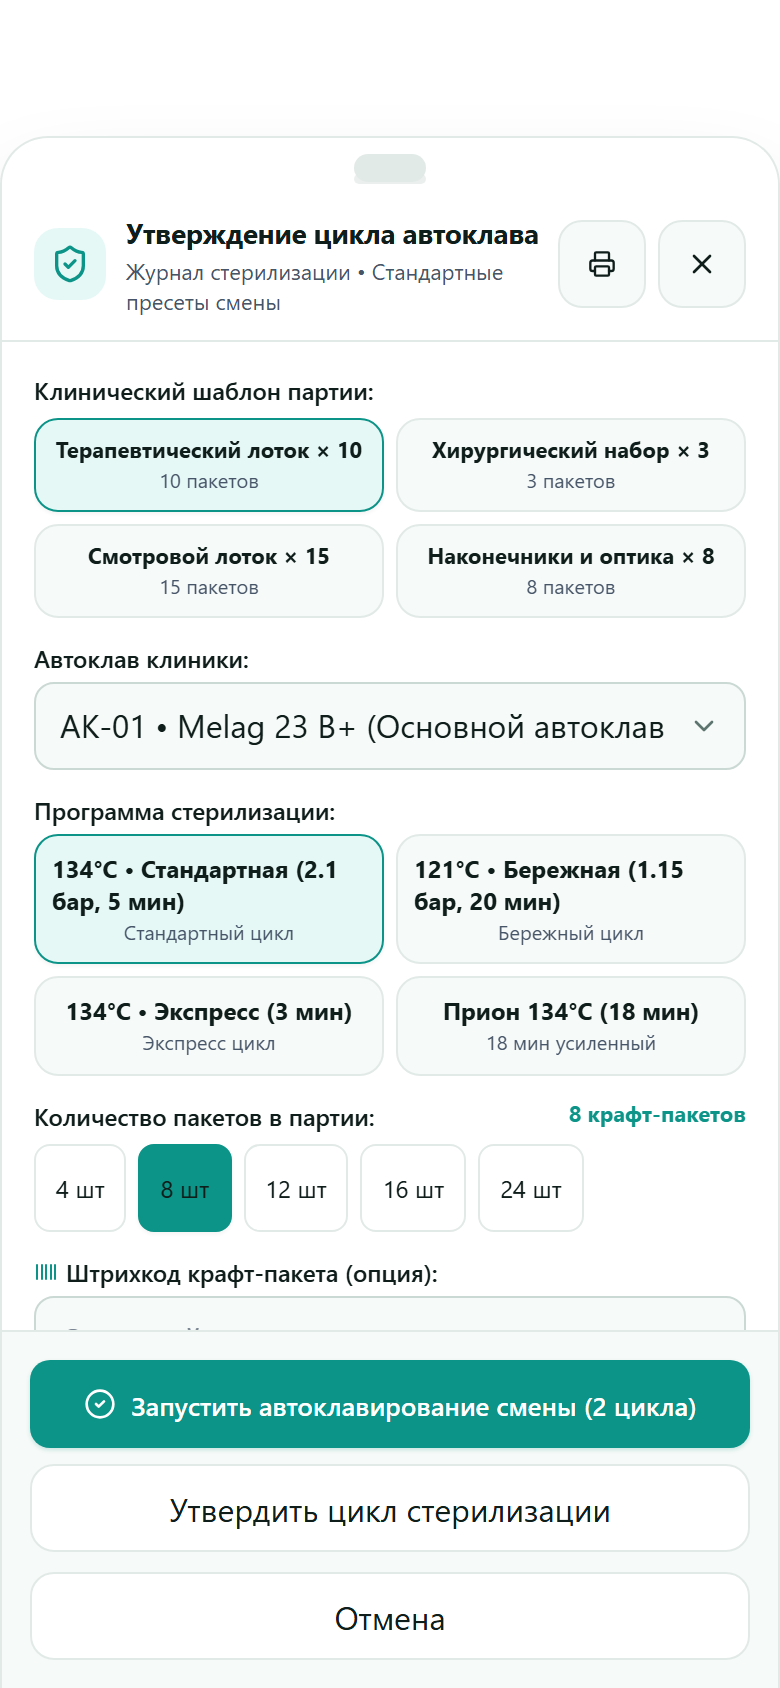 Утверждение цикла автоклава
Журнал стерилизации • Стандартные
пресеты смены
Клинический шаблон партии:
Терапевтический лоток × 10
10 пакетов
Хирургический набор × 3
3 пакетов
Смотровой лоток × 15
15 пакетов
Наконечники и оптика × 8
8 пакетов
Автоклав клиники:
АК-01 • Melag 23 B+ (Основной автоклав
Программа стерилизации:
134°C • Стандартная (2.1
бар, 5 мин)
Стандартный цикл
121°C • Бережная (1.15
бар, 20 мин)
Бережный цикл
134°C • Экспресс (3 мин)
Экспресс цикл
Прион 134°C (18 мин)
18 мин усиленный
Количество пакетов в партии:
8 крафт-пакетов
4 шт
8 шт
12 шт
16 шт
24 шт
Штрихкод крафт-пакета (опция):
Запустить автоклавирование смены (2 цикла)
Утвердить цикл стерилизации
Отмена